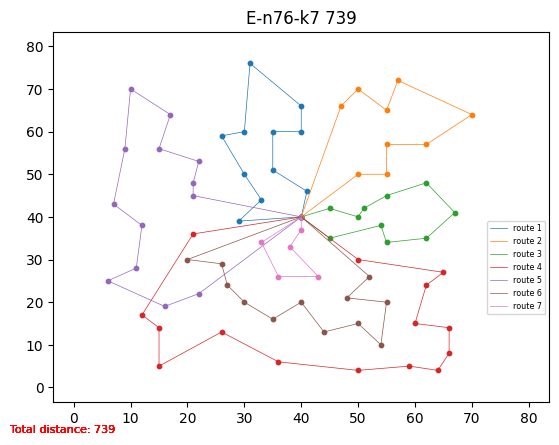 E-n76-k7 739
80
70
60
50
40
30
20
10
0
route 1
route 2
route 3
route 4
route 5
route 6
route 7
0 10 20 30 40 50 60 70 80
Total distance: 739